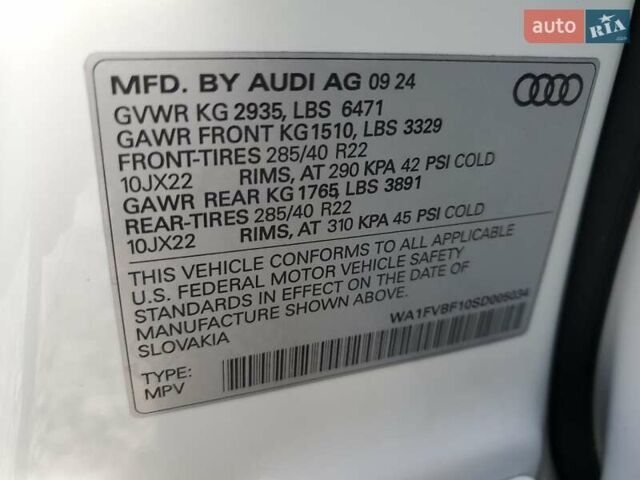 auto RIA
.com
MFD. BY AUDI AG 09 24
GVWR KG 2935, LBS 6471
GAWR FRONT KG1510, LBS 3329
FRONT-TIRES 285/40 R22
10JX22 RIMS, AT 290 KPA 42 PSI COLD
GAWR REAR KG 1765 LBS 3891
REAR-TIRES 285/40 R22
10JX22 RIMS, AT 310 KPA 45 PSI COLD
THIS VEHICLE CONFORMS TO ALL APPLICABLE
U.S. FEDERAL MOTOR VEHICLE SAFETY
STANDARDS IN EFFECT ON THE DATE OF
MANUFACTURE SHOWN ABOVE.
SLOVAKIA
WA1FVBF10SD005034
TYPE:
MPV